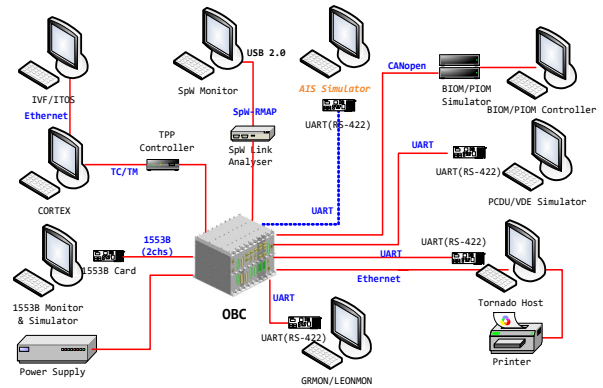 USB 2.0
IVF/ITOS
SpW Monitor
AIS Simulator
CANopen
BIOM/PIOM
Simulator
BIOM/PIOM Controller
Ethernet
SpW-RMAP
UART(RS-422)
TPP
Controller
SpW Link
Analyser
TC/TM
UART
UART(RS-422)
CORTEX
UART
PCDU/VDE Simulator
1553B
(2chs)
1553B Card
UART(RS-422)
UART
Ethernet
1553B Monitor
& Simulator
OBC
UART
Tornado Host
UART(RS-422)
Power Supply
GRMON/LEONMON
Printer